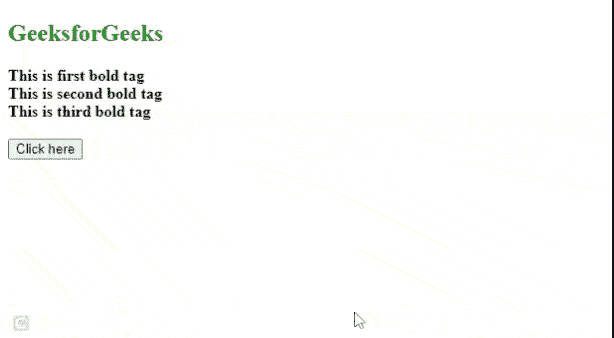 GeeksforGeeks
This is first bold tag
This is second bold tag
This is third bold tag
Click here